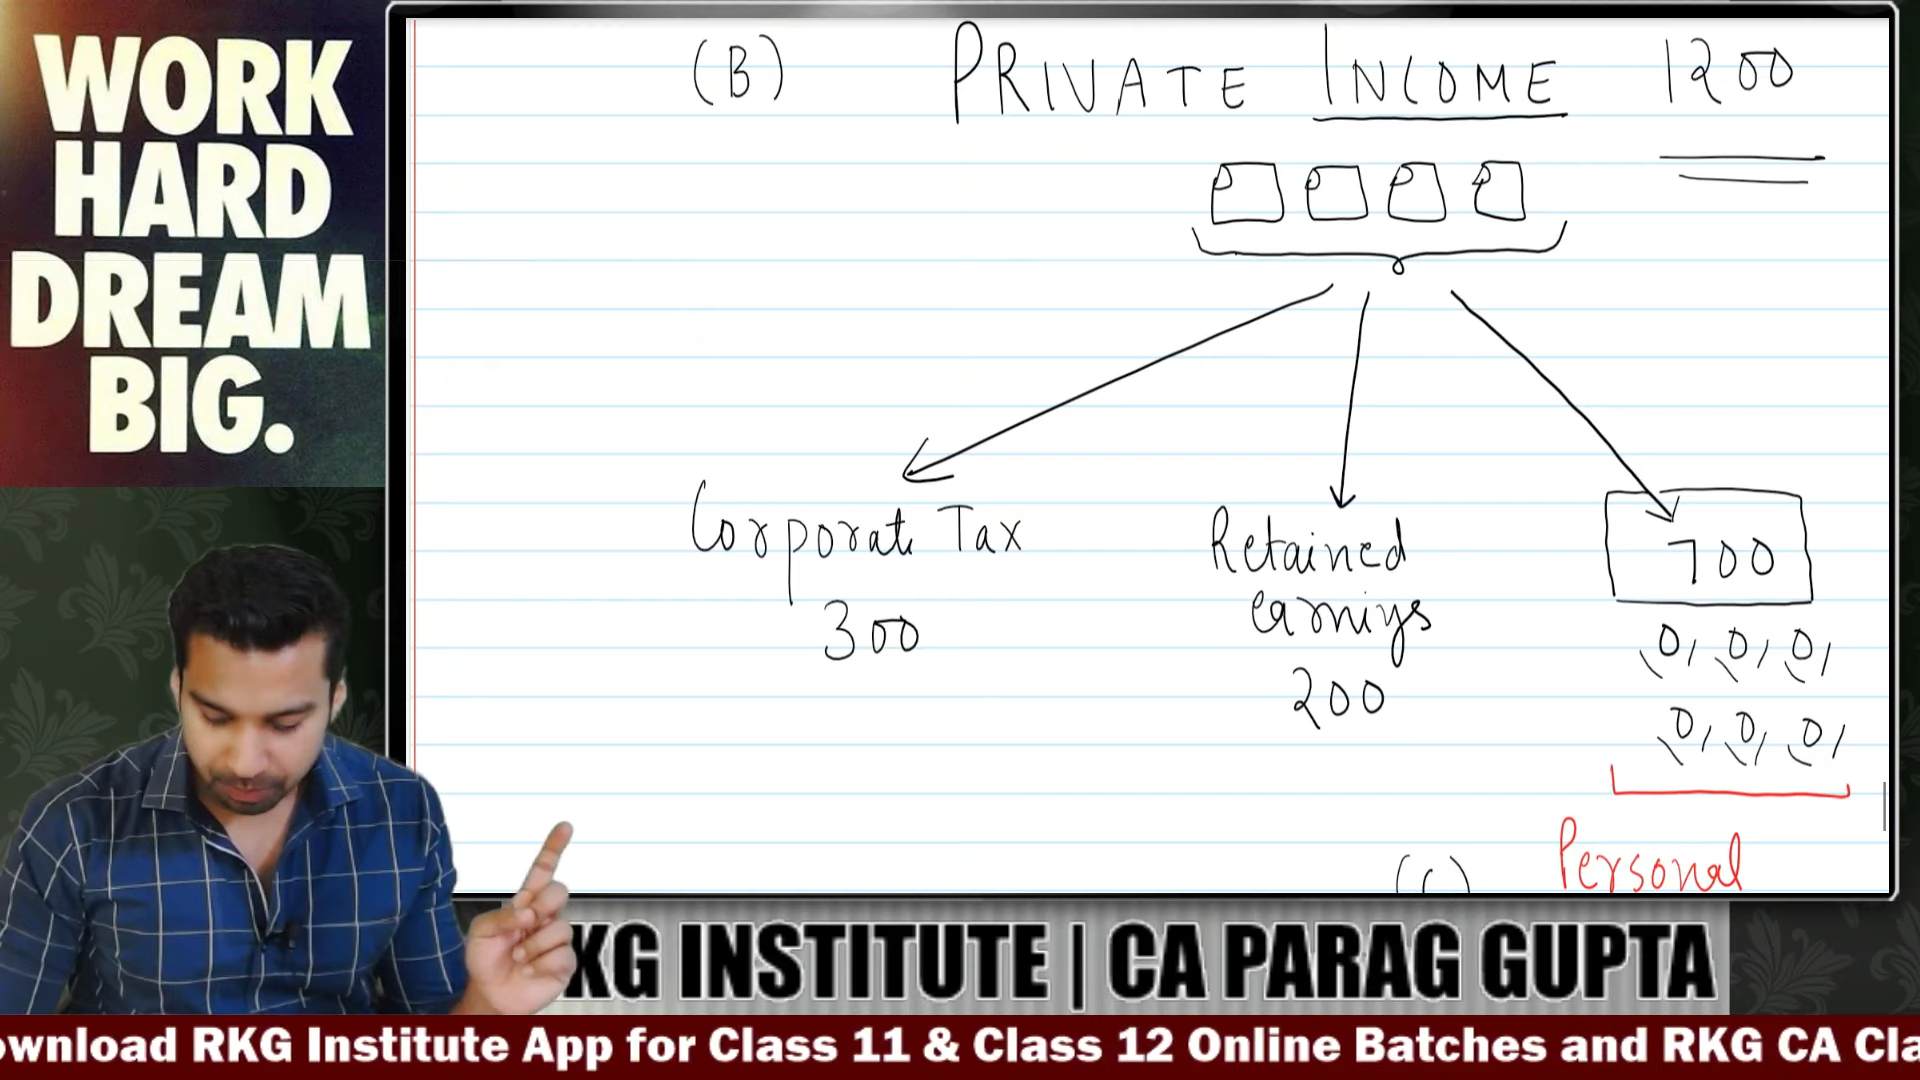 WORK
HARD
DREAM
BIG.
(B) PRIVATE INCOME 1200
Corporate Tax
300
Retained
earnings
200
700
(C) Personal
KG INSTITUTE | CA PARAG GUPTA
ownload RKG Institute App for Class 11 & Class 12 Online Batches and RKG CA Cla